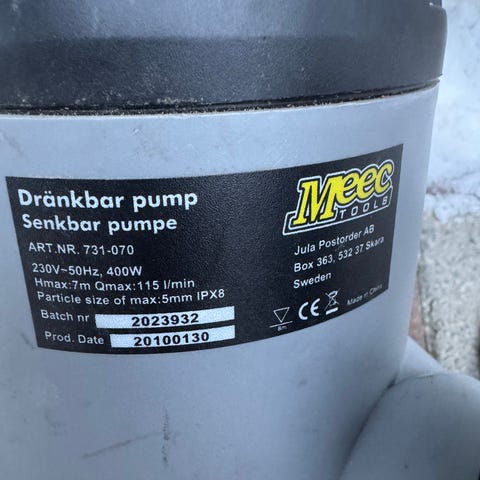 Dränkbar pump
Senkbar pumpe
ART.NR. 731-070
230V~50Hz, 400W
Hmax:7m Qmax:115 l/min
Particle size of max:5mm IPX8
Batch nr 2023932
Prod. Date 20100130
Meec
TOOLS
Jula Postorder AB
Box 363, 532 37 Skara
Sweden
8m CE
Made in China